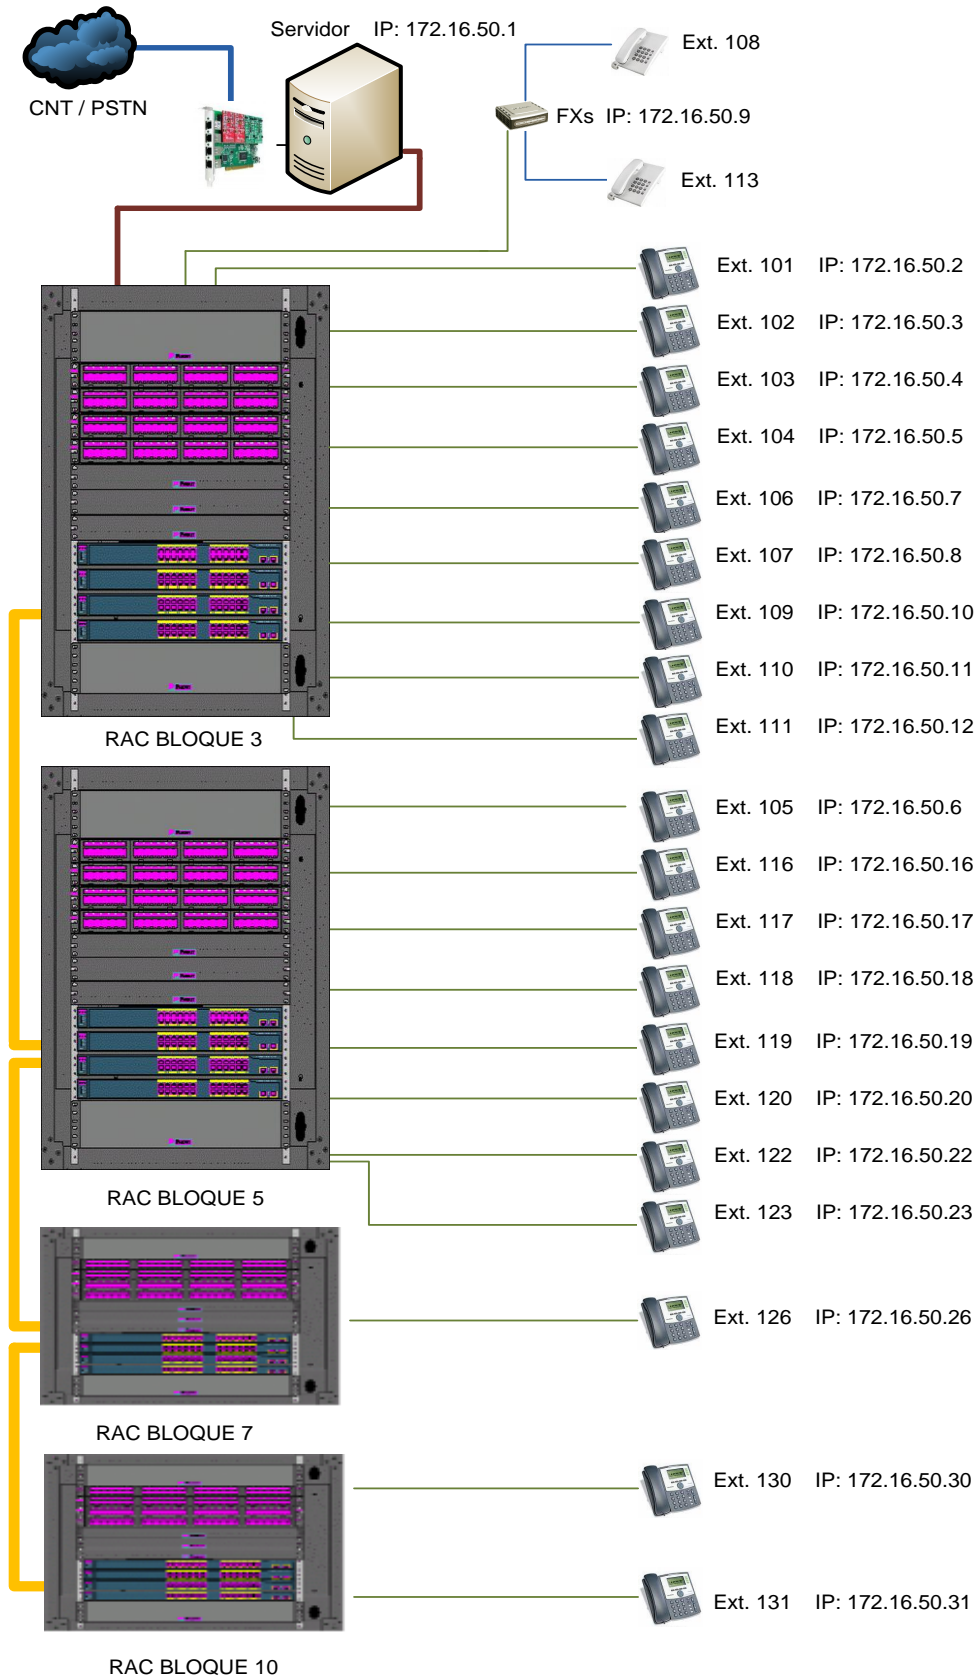 Servidor IP: 172.16.50.1
CNT / PSTN
Ext. 108
FXs IP: 172.16.50.9
Ext. 113
Ext. 101 IP: 172.16.50.2
Ext. 102 IP: 172.16.50.3
Ext. 103 IP: 172.16.50.4
Ext. 104 IP: 172.16.50.5
Ext. 106 IP: 172.16.50.7
Ext. 107 IP: 172.16.50.8
Ext. 109 IP: 172.16.50.10
Ext. 110 IP: 172.16.50.11
Ext. 111 IP: 172.16.50.12
RAC BLOQUE 3
Ext. 105 IP: 172.16.50.6
Ext. 116 IP: 172.16.50.16
Ext. 117 IP: 172.16.50.17
Ext. 118 IP: 172.16.50.18
Ext. 119 IP: 172.16.50.19
Ext. 120 IP: 172.16.50.20
Ext. 122 IP: 172.16.50.22
RAC BLOQUE 5
Ext. 123 IP: 172.16.50.23
Ext. 126 IP: 172.16.50.26
RAC BLOQUE 7
Ext. 130 IP: 172.16.50.30
Ext. 131 IP: 172.16.50.31
RAC BLOQUE 10